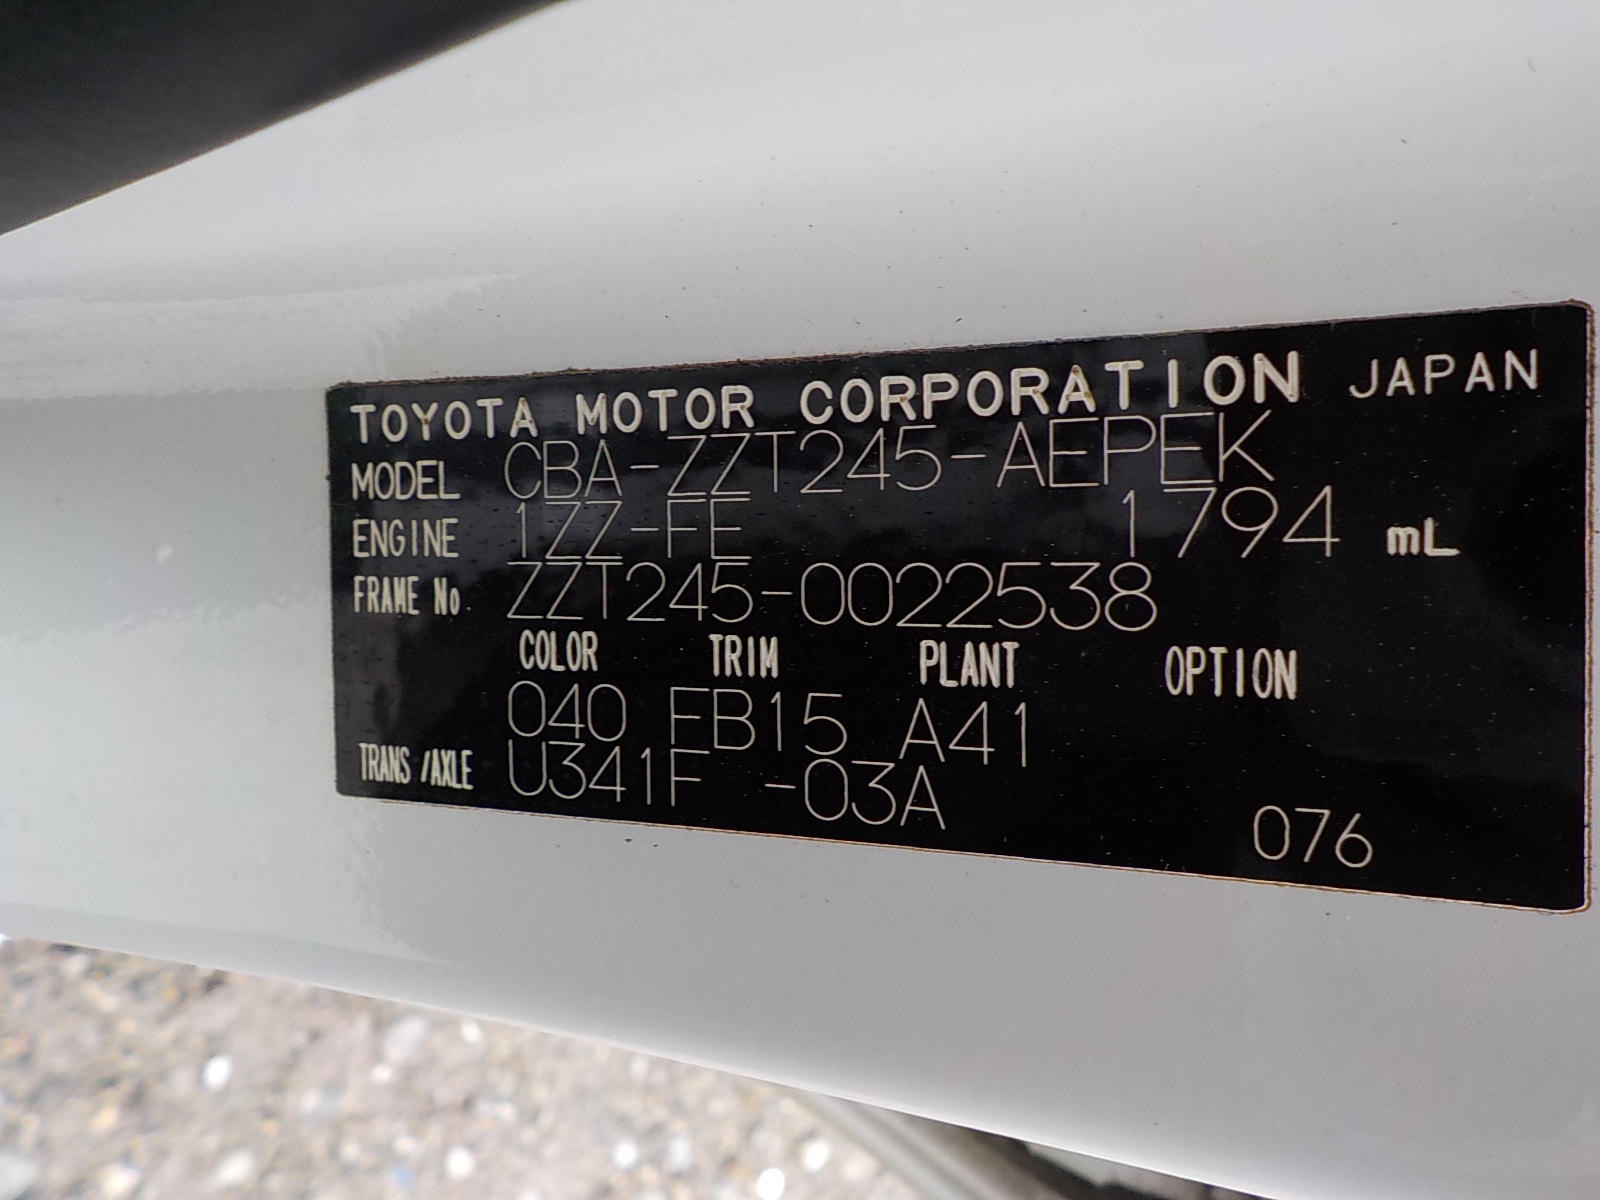 TOYOTA MOTOR CORPORATION JAPAN
MODEL CBA-ZZT245-AEPEK
ENGINE 1ZZ-FE 1794 mL
FRAME No. ZZT245-0022538
COLOR TRIM PLANT OPTION
040 FB15 A41
TRANS/AXLE U341F -03A
076